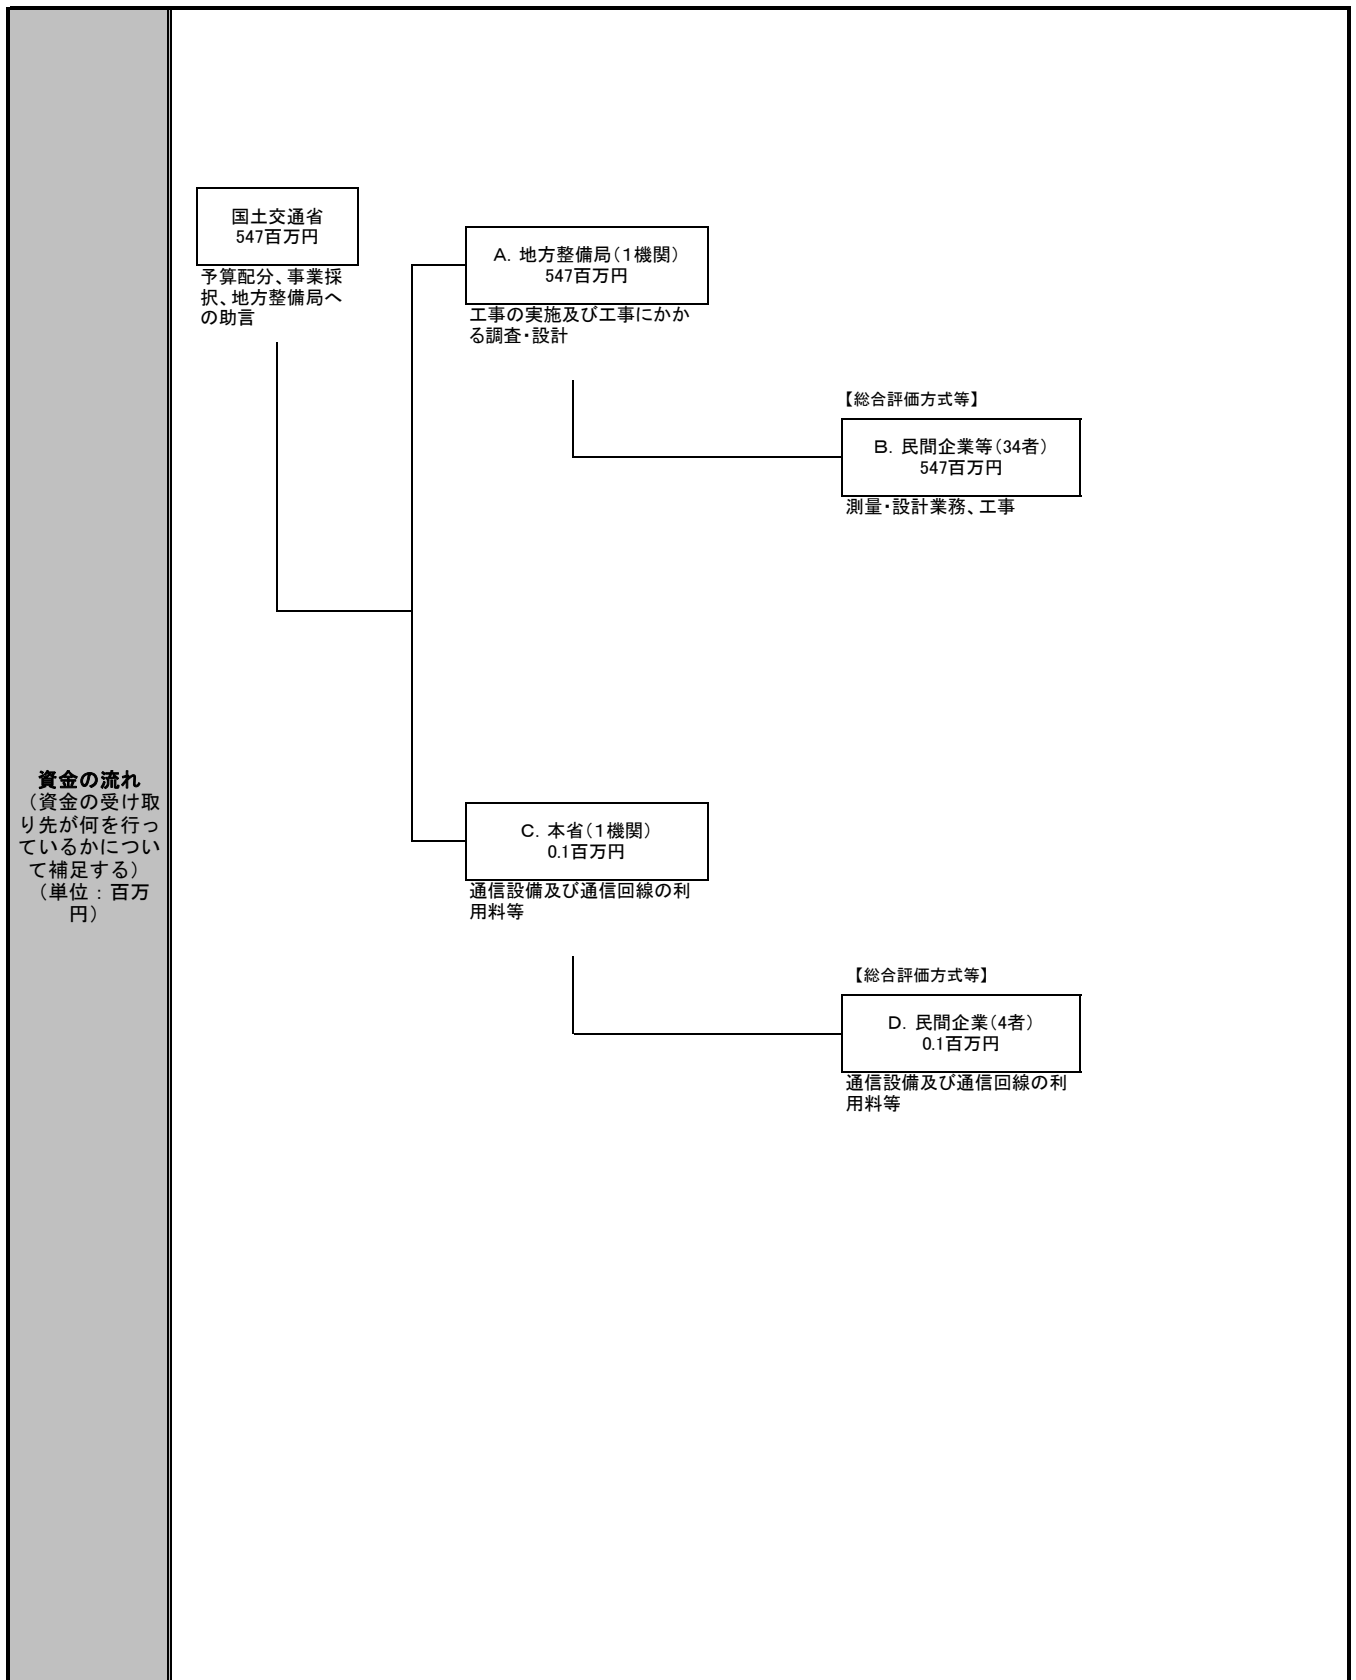 資金の流れ
（資金の受け取
り先が何を行っ
ているかについ
て補足する）
（単位：百万
円）
国土交通省
547百万円
予算配分、事業採
択、地方整備局へ
の助言
A. 地方整備局（1機関）
547百万円
工事の実施及び工事にかか
る調査・設計
【総合評価方式等】
B. 民間企業等（34者）
547百万円
測量・設計業務、工事
C. 本省（1機関）
0.1百万円
通信設備及び通信回線の利
用料等
【総合評価方式等】
D. 民間企業（4者）
0.1百万円
通信設備及び通信回線の利
用料等